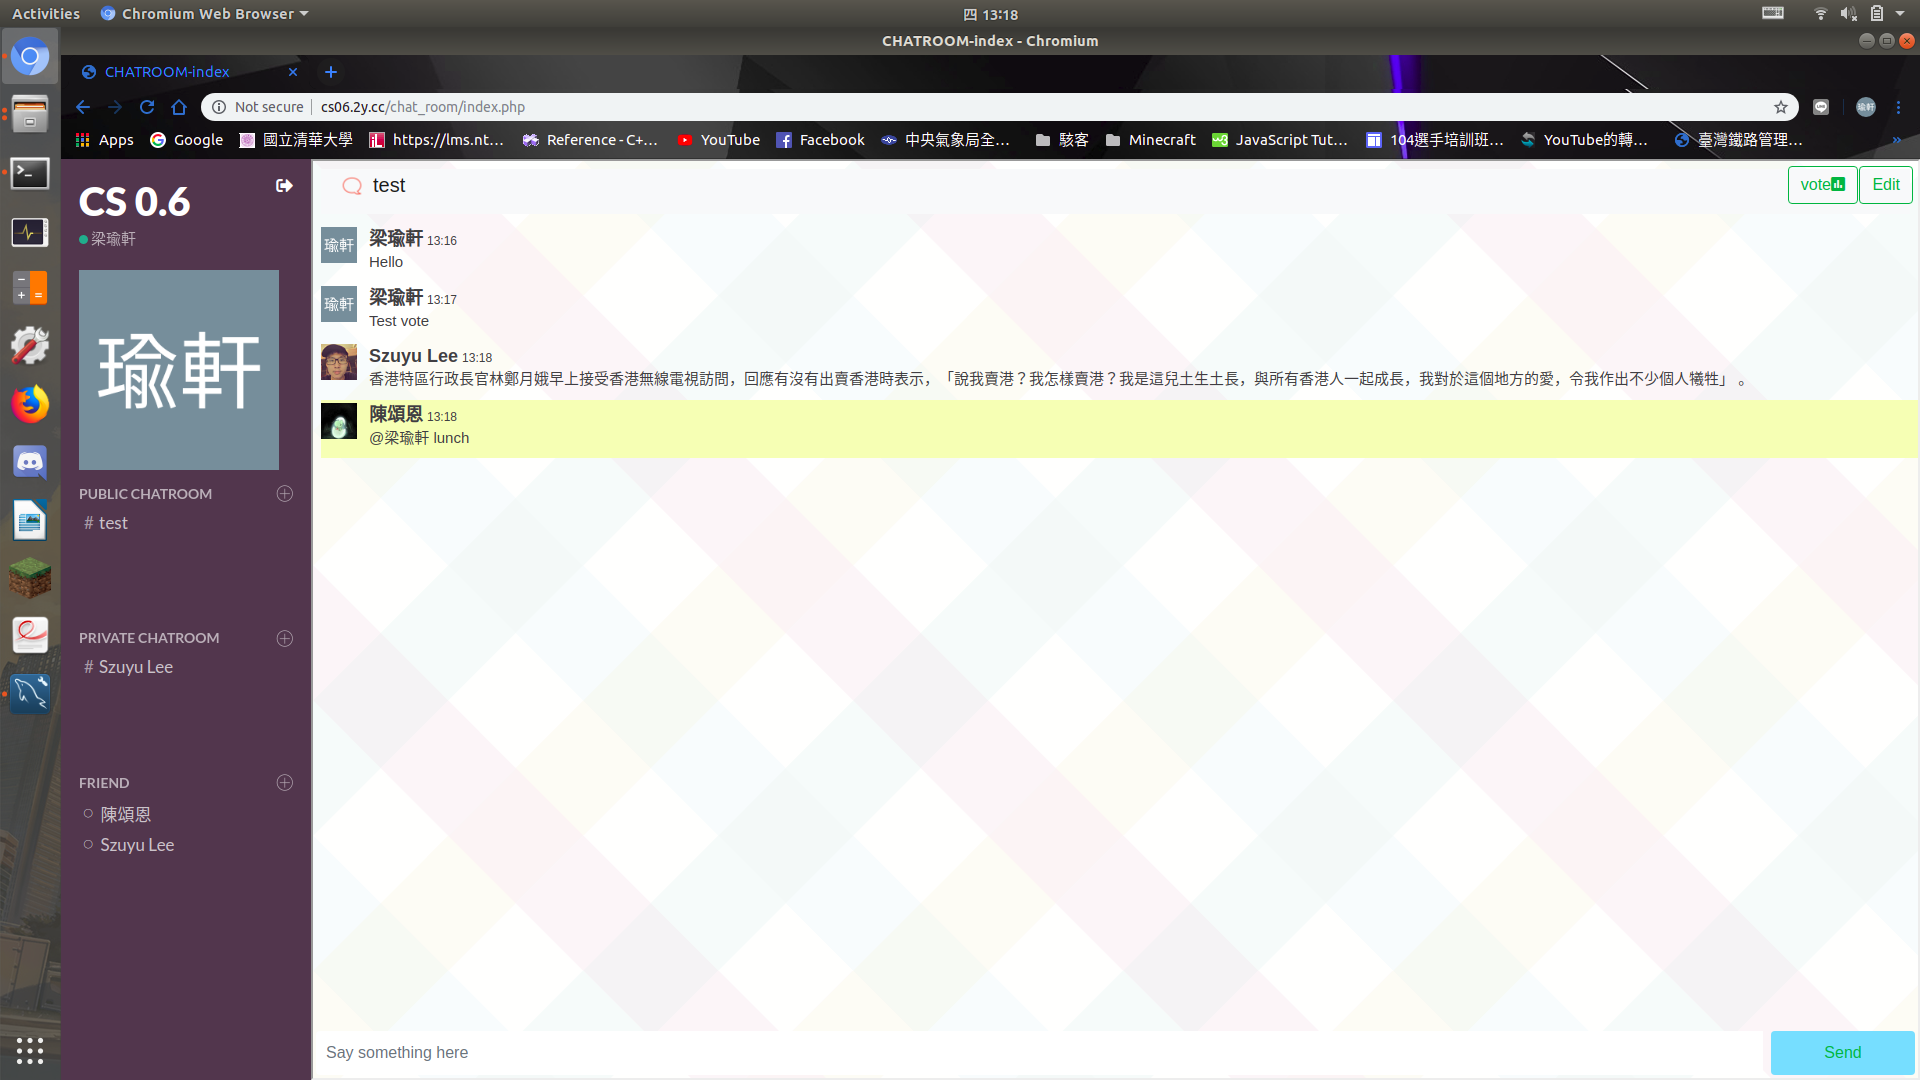 Activities
Chromium Web Browser
四 13:18
CHATROOM-index - Chromium
CHATROOM-index
Not secure
cs06.2y.cc/chat_room/index.php
瑜軒
Apps
Google
國立清華大學
https://lms.nt…
Reference - C+…
YouTube
Facebook
中央氣象局全…
駭客
Minecraft
JavaScript Tut…
104選手培訓班…
YouTube的轉…
臺灣鐵路管理…
»
CS 0.6
梁瑜軒
瑜軒
PUBLIC CHATROOM
# test
PRIVATE CHATROOM
# Szuyu Lee
FRIEND
陳頌恩
Szuyu Lee
test
vote
Edit
瑜軒
梁瑜軒 13:16
Hello
瑜軒
梁瑜軒 13:17
Test vote
Szuyu Lee 13:18
香港特區行政長官林鄭月娥早上接受香港無線電視訪問，回應有沒有出賣香港時表示，「說我賣港？我怎樣賣港？我是這兒土生土長，與所有香港人一起成長，我對於這個地方的愛，令我作出不少個人犧牲」 。
陳頌恩 13:18
@梁瑜軒 lunch
Say something here
Send